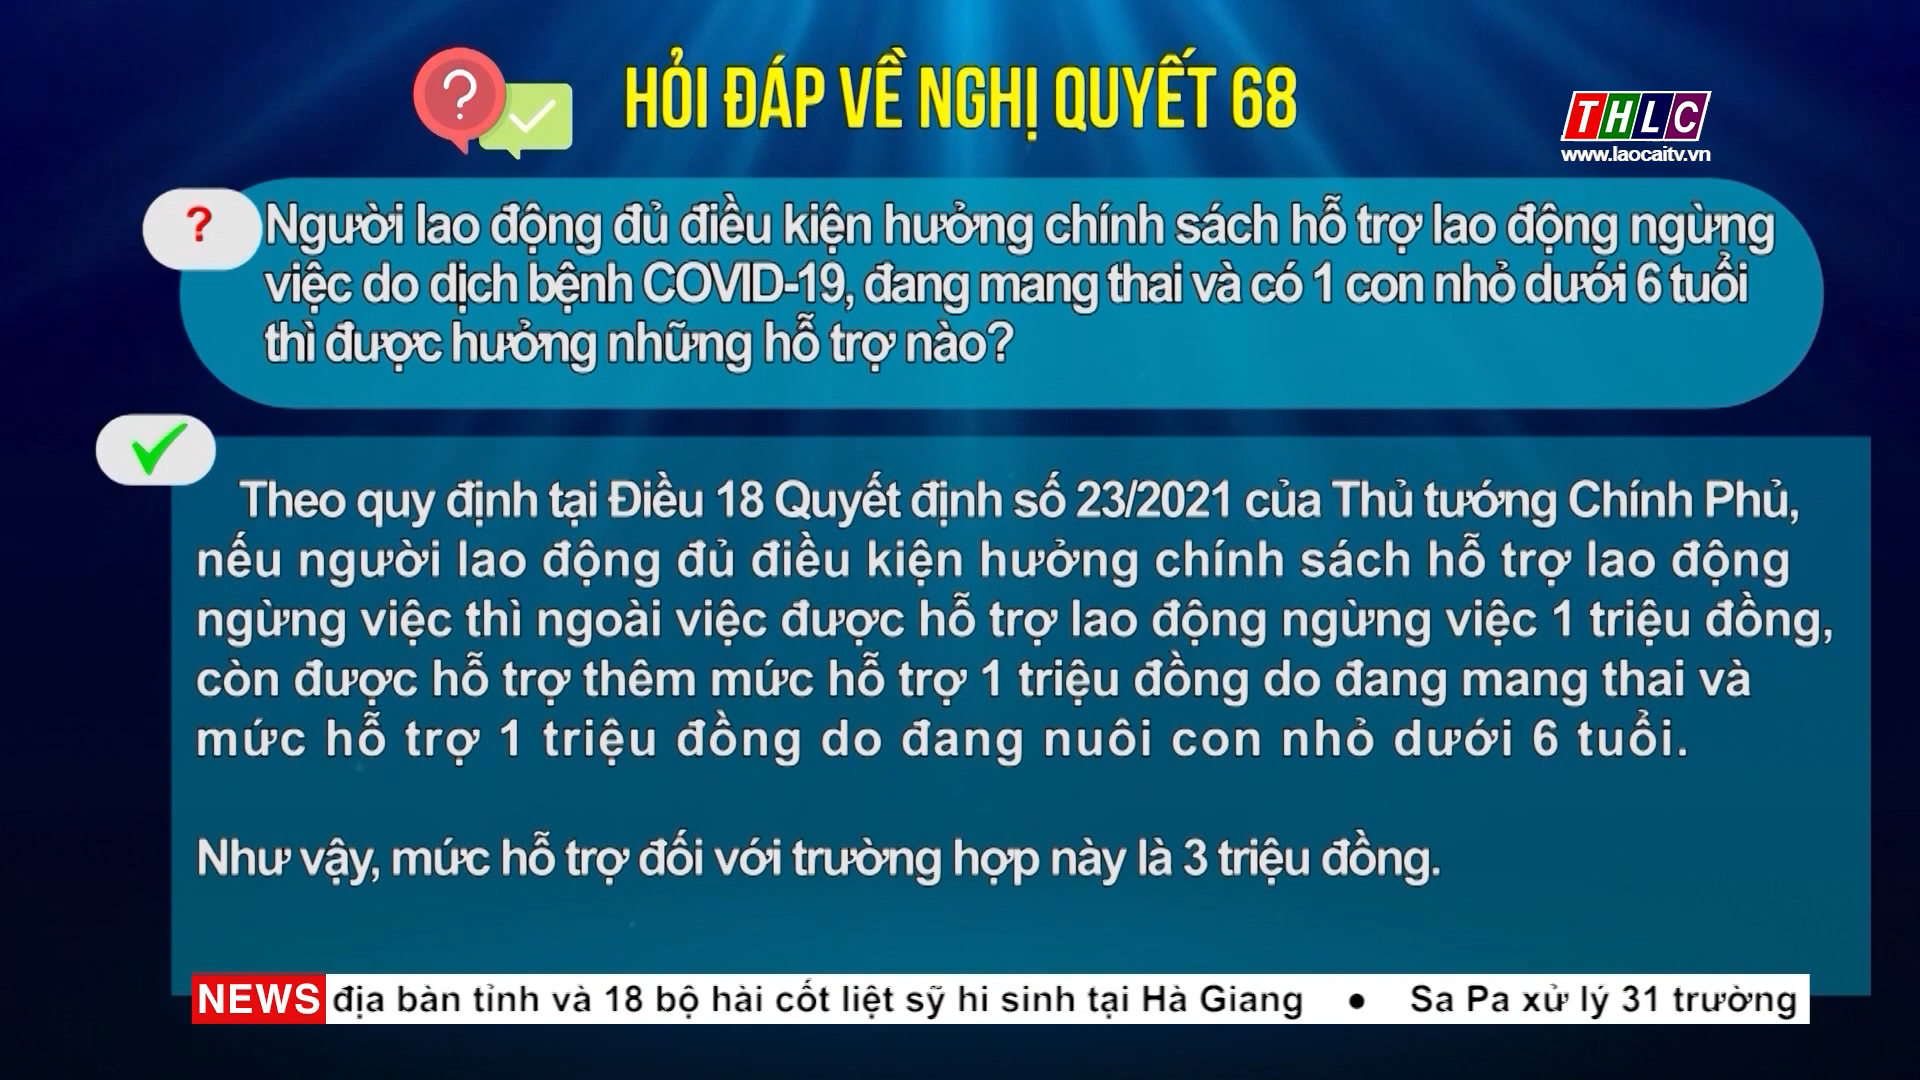 HỎI ĐÁP VỀ NGHỊ QUYẾT 68
THLC
www.laocaitv.vn
? Người lao động đủ điều kiện hưởng chính sách hỗ trợ lao động ngừng
việc do dịch bệnh COVID-19, đang mang thai và có 1 con nhỏ dưới 6 tuổi
thì được hưởng những hỗ trợ nào?
Theo quy định tại Điều 18 Quyết định số 23/2021 của Thủ tướng Chính Phủ,
nếu người lao động đủ điều kiện hưởng chính sách hỗ trợ lao động
ngừng việc thì ngoài việc được hỗ trợ lao động ngừng việc 1 triệu đồng,
còn được hỗ trợ thêm mức hỗ trợ 1 triệu đồng do đang mang thai và
mức hỗ trợ 1 triệu đồng do đang nuôi con nhỏ dưới 6 tuổi.
Như vậy, mức hỗ trợ đối với trường hợp này là 3 triệu đồng.
NEWS địa bàn tỉnh và 18 bộ hài cốt liệt sỹ hi sinh tại Hà Giang • Sa Pa xử lý 31 trường